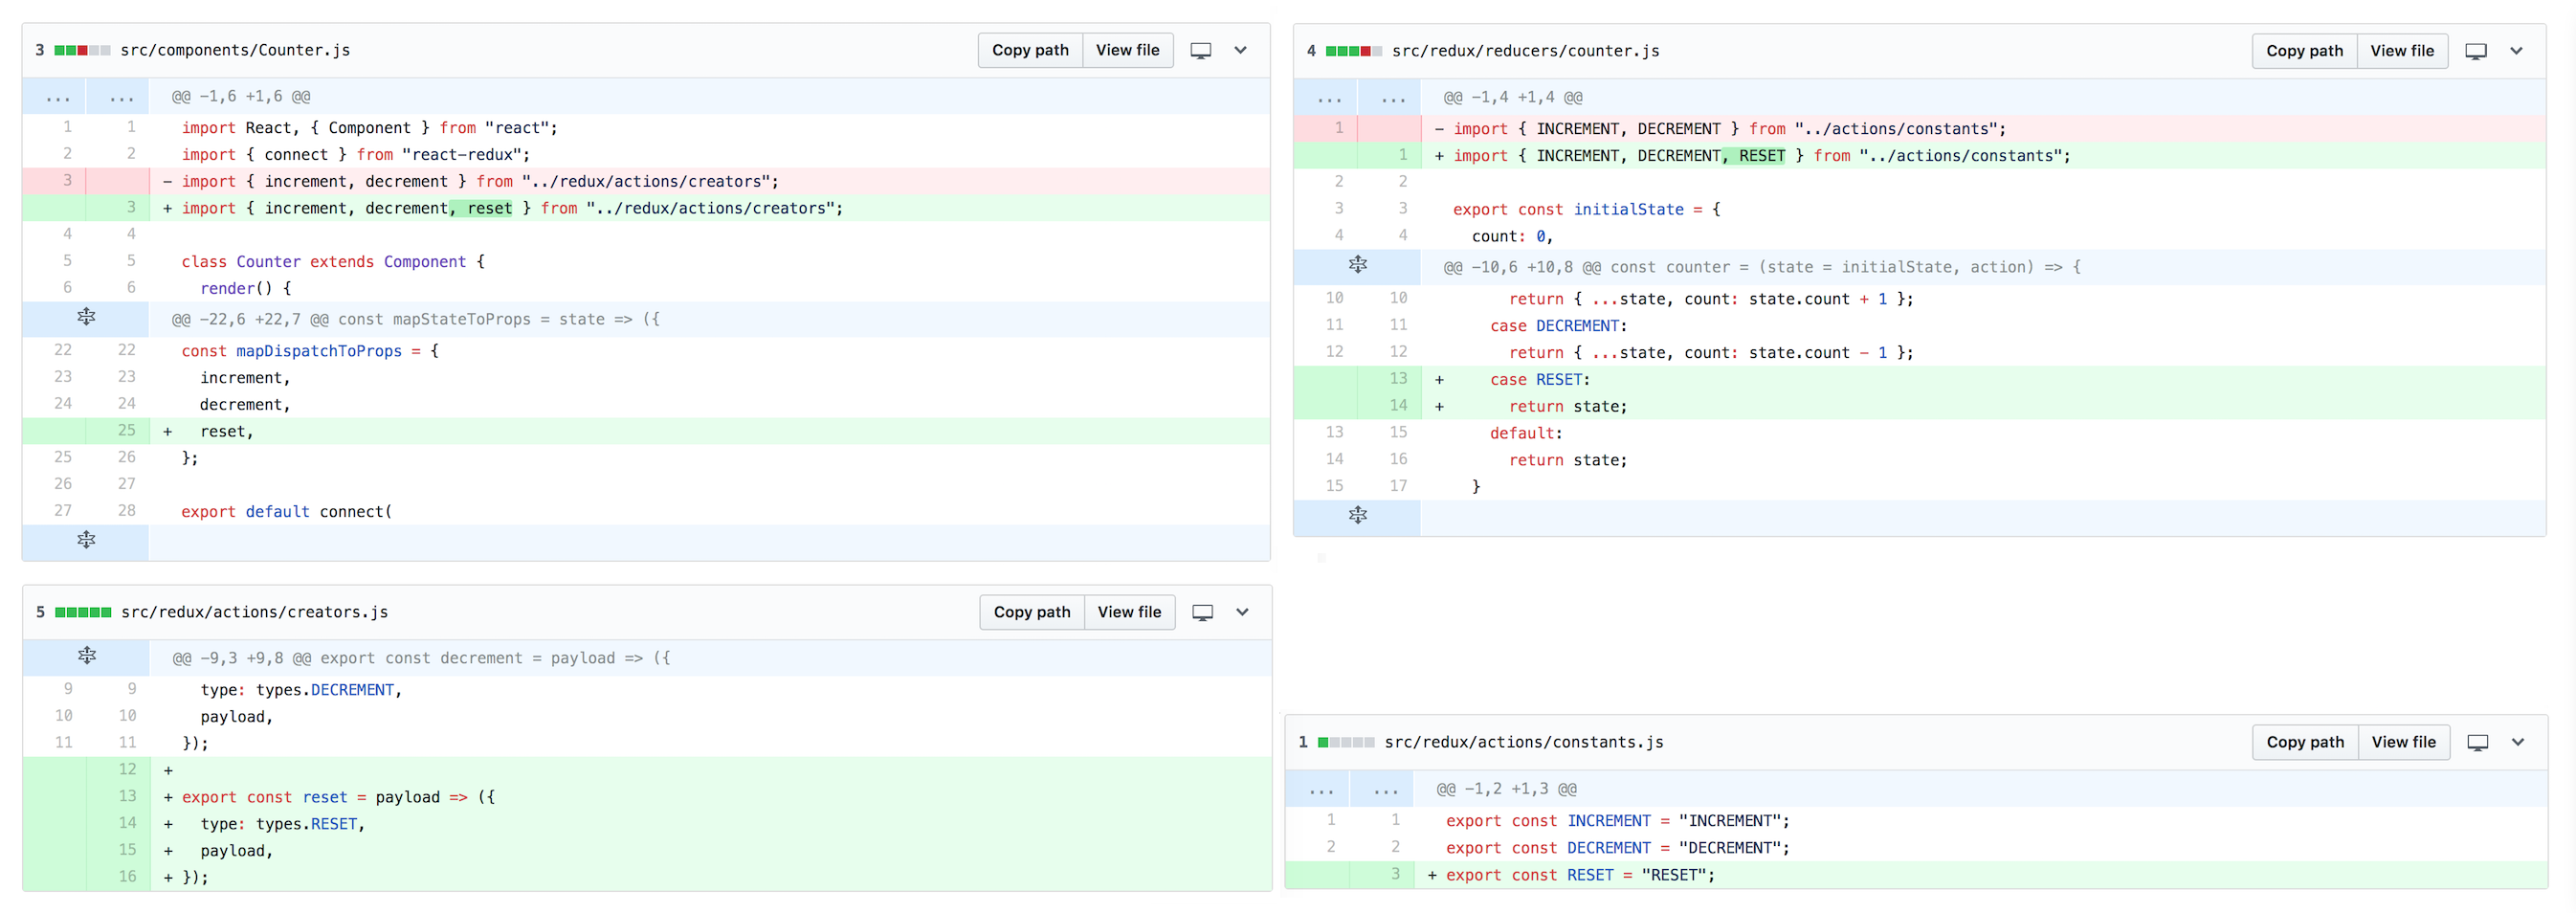 3 src/components/Counter.js Copy path View file
... ... @@ -1,6 +1,6 @@
1 1 import React, { Component } from "react";
2 2 import { connect } from "react-redux";
3 - import { increment, decrement } from "../redux/actions/creators";
3 + import { increment, decrement, reset } from "../redux/actions/creators";
4 4
5 5 class Counter extends Component {
6 6 render() {
@@ -22,6 +22,7 @@ const mapStateToProps = state => ({
22 22 const mapDispatchToProps = {
23 23 increment,
24 24 decrement,
25 + reset,
25 26 };
26 27
27 28 export default connect(
4 src/redux/reducers/counter.js Copy path View file
... ... @@ -1,4 +1,4 @@
1 - import { INCREMENT, DECREMENT } from "../actions/constants";
1 + import { INCREMENT, DECREMENT, RESET } from "../actions/constants";
2 2
3 3 export const initialState = {
4 4 count: 0,
@@ -10,6 +10,8 @@ const counter = (state = initialState, action) => {
10 10 return { ...state, count: state.count + 1 };
11 11 case DECREMENT:
12 12 return { ...state, count: state.count - 1 };
13 + case RESET:
14 + return state;
13 15 default:
14 16 return state;
15 17 }
5 src/redux/actions/creators.js Copy path View file
@@ -9,3 +9,8 @@ export const decrement = payload => ({
9 9 type: types.DECREMENT,
10 10 payload,
11 11 });
12 +
13 + export const reset = payload => ({
14 + type: types.RESET,
15 + payload,
16 + });
1 src/redux/actions/constants.js Copy path View file
... ... @@ -1,2 +1,3 @@
1 1 export const INCREMENT = "INCREMENT";
2 2 export const DECREMENT = "DECREMENT";
3 + export const RESET = "RESET";